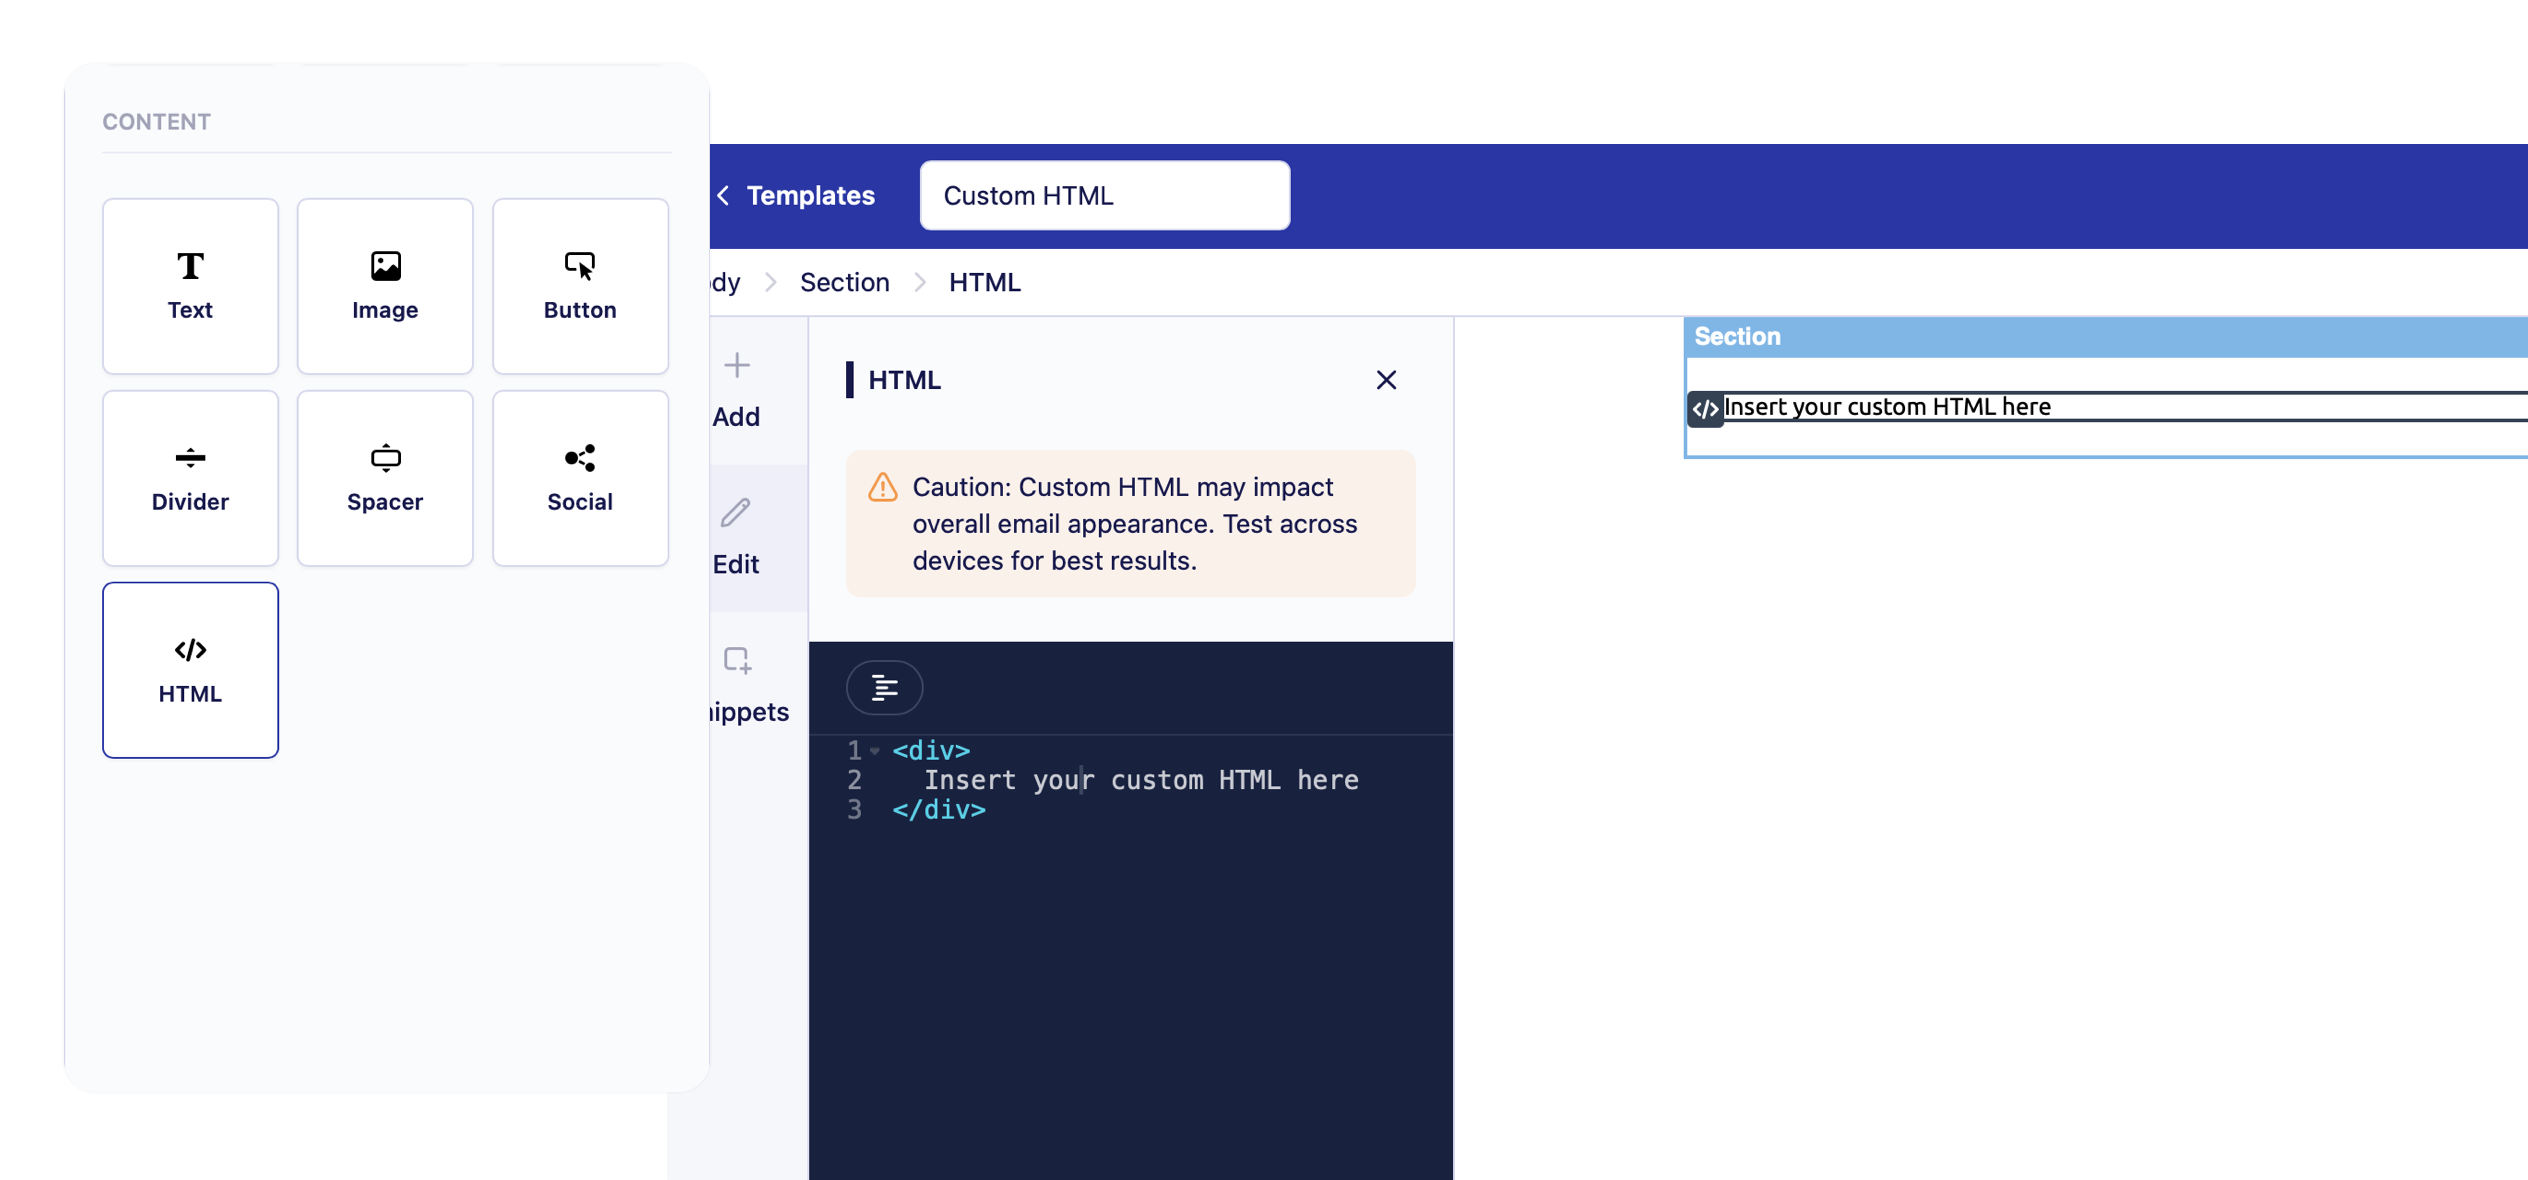 CONTENT
Text
Image
Button
Divider
Spacer
Social
HTML
Templates
Custom HTML
Section
HTML
Add
Edit
HTML
Caution: Custom HTML may impact
overall email appearance. Test across
devices for best results.
1 <div>
2 Insert your custom HTML here
3 </div>
Section
</> Insert your custom HTML here